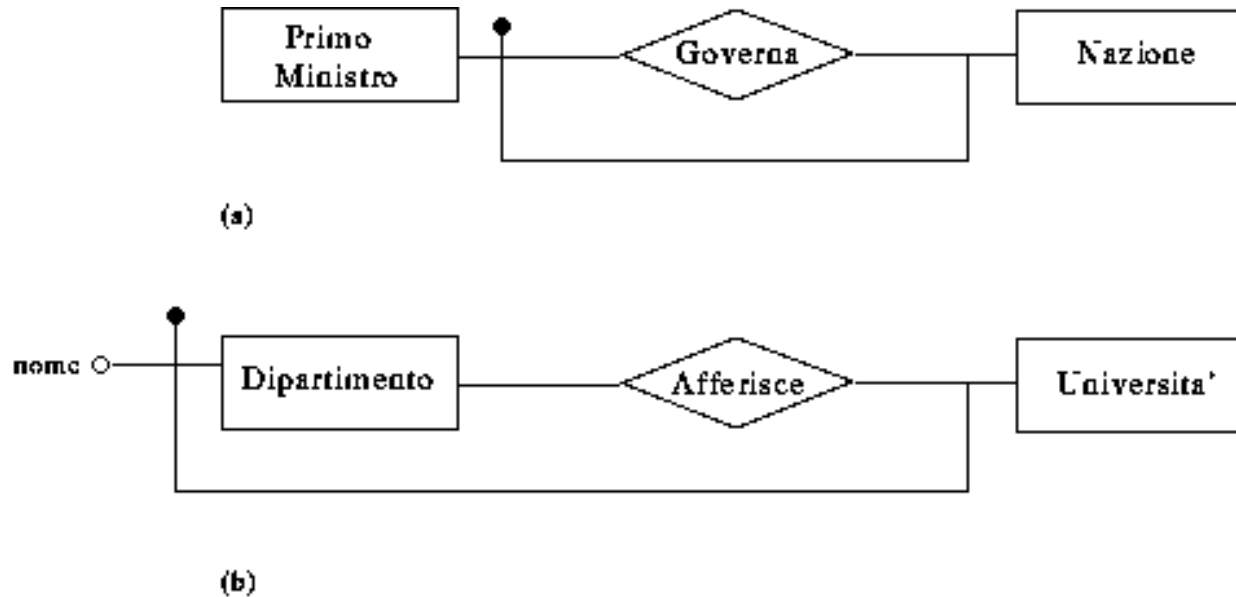 Primo
Ministro
Governa
Nazione
(a)
nome
Dipartimento
Afferisce
Universita'
(b)